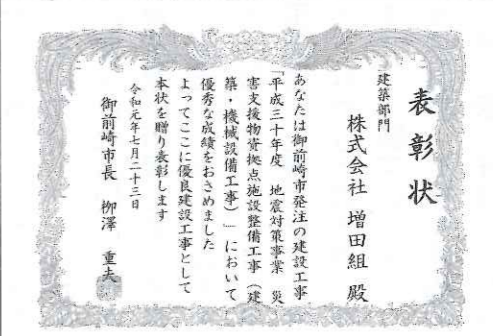 表彰状
建築部門
株式会社 増田組 殿
あなたは御前崎市発注の建設工事
「平成三十年度 地震対策事業 災
害支援物資拠点施設整備工事(建
築・機械設備工事)」において
優秀な成績をおさめました
よってここに優良建設工事として
本状を贈り表彰します
令和元年七月二十三日
御前崎市長 栁澤 重夫